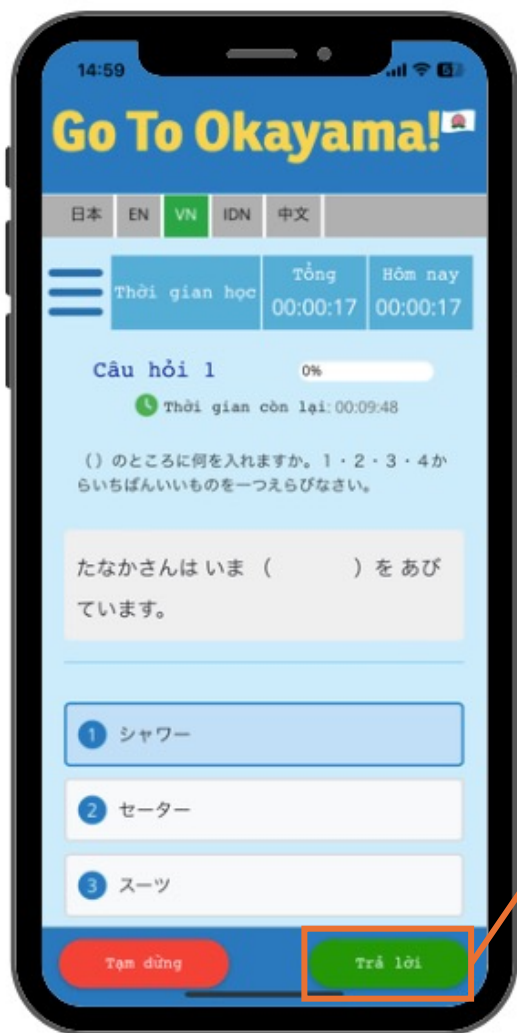 14:59
Go To Okayama!
日本 EN VN IDN 中文
Thời gian học
Tổng
00:00:17
Hôm nay
00:00:17
Câu hỏi 1
0%
Thời gian còn lại: 00:09:48
（）のところに何を入れますか。1・2・3・4か
らいちばんいいものを一つえらびなさい。
たなかさんは いま （　　　）を あび
ています。
1 シャワー
2 セーター
3 スーツ
Tạm dừng
Trả lời